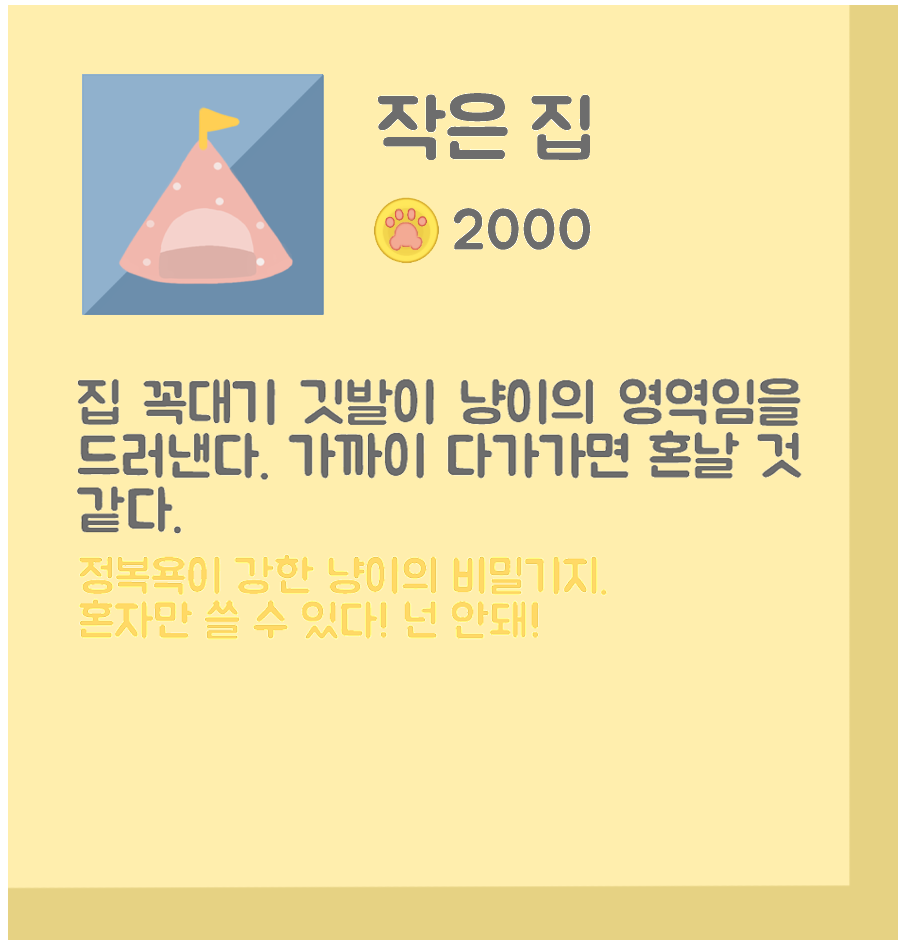 작은 집
2000
집 꼭대기 깃발이 냥이의 영역임을
드러낸다. 가까이 다가가면 혼날 것
같다.
정복욕이 강한 냥이의 비밀기지.
혼자만 쓸 수 있다! 넌 안돼!